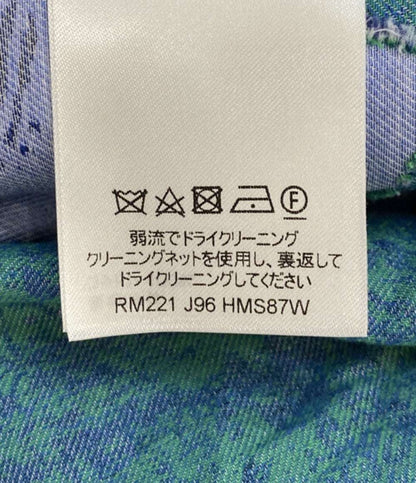 F
弱流でドライクリーニング
クリーニングネットを使用し、裏返して
ドライクリーニングしてください
RM221 J96 HMS87W